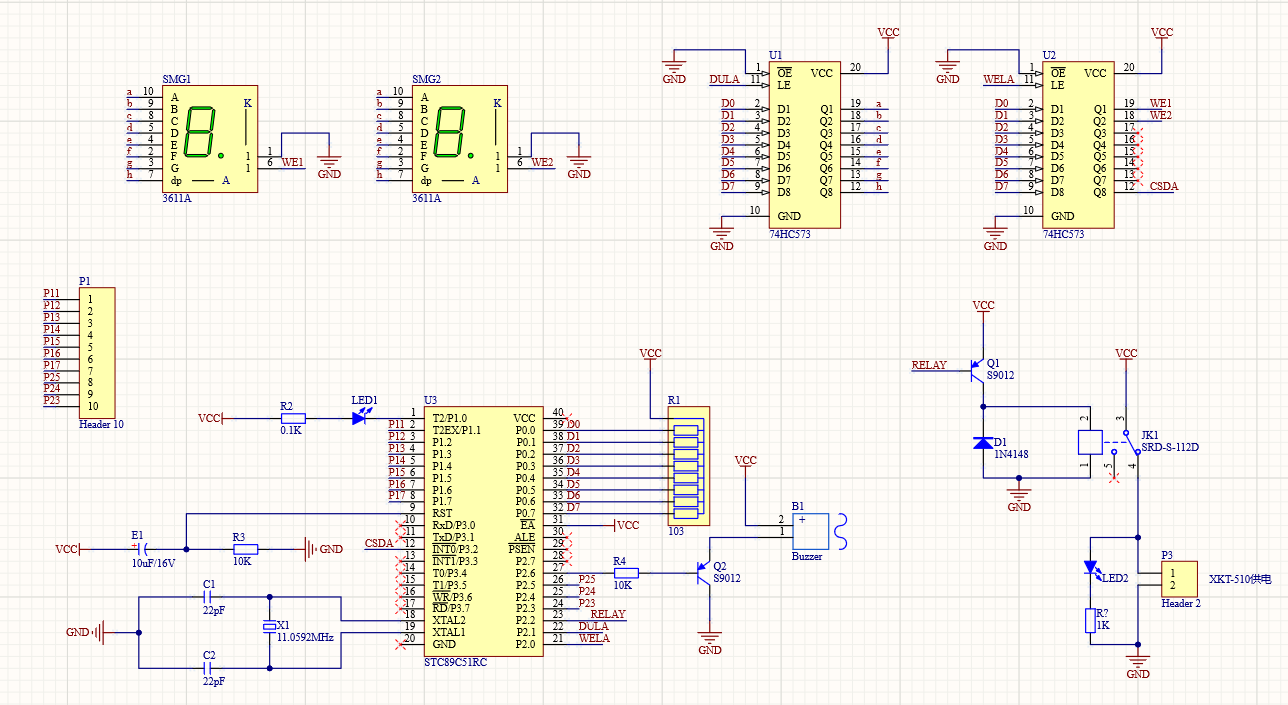 SMG1
a 10 A
b 9 B
c 8 C
d 5 D
e 4 E
f 2 F
g 3 G
h 7 dp
K
1 1
1 6 WE1
A
GND
3611A
SMG2
a 10 A
b 9 B
c 8 C
d 5 D
e 4 E
f 2 F
g 3 G
h 7 dp
K
1 1
1 6 WE2
A
GND
3611A
U1
VCC
GND
1 OE VCC 20
DULA 11 LE
D0 2 D1 Q1 19 a
D1 3 D2 Q2 18 b
D2 4 D3 Q3 17 c
D3 5 D4 Q4 16 d
D4 6 D5 Q5 15 e
D5 7 D6 Q6 14 f
D6 8 D7 Q7 13 g
D7 9 D8 Q8 12 h
10 GND
GND
74HC573
U2
VCC
GND
1 OE VCC 20
WELA 11 LE
D0 2 D1 Q1 19 WE1
D1 3 D2 Q2 18 WE2
D2 4 D3 Q3 17
D3 5 D4 Q4 16
D4 6 D5 Q5 15
D5 7 D6 Q6 14
D6 8 D7 Q7 13
D7 9 D8 Q8 12 CSDA
10 GND
GND
74HC573
P1
P11 1
P12 2
P13 3
P14 4
P15 5
P16 6
P17 7
P25 8
P24 9
P23 10
Header 10
VCC
R2
0.1K
LED1
U3
1 T2/P1.0 VCC 40
P11 2 T2EX/P1.1 P0.0 39 D0
P12 3 P1.2 P0.1 38 D1
P13 4 P1.3 P0.2 37 D2
P14 5 P1.4 P0.3 36 D3
P15 6 P1.5 P0.4 35 D4
P16 7 P1.6 P0.5 34 D5
P17 8 P1.7 P0.6 33 D6
9 RST P0.7 32 D7
10 RxD/P3.0 EA 31 VCC
11 TxD/P3.1 ALE 30
CSDA 12 INT0/P3.2 PSEN 29
13 INT1/P3.3 P2.7 28
14 T0/P3.4 P2.6 27
15 T1/P3.5 P2.5 26 P25
16 WR/P3.6 P2.4 25 P24
17 RD/P3.7 P2.3 24 P23
18 XTAL2 P2.2 23 RELAY
19 XTAL1 P2.1 22 DULA
20 GND P2.0 21 WELA
STC89C51RC
VCC
E1
+
10uF/16V
R3
10K
GND
C1
22pF
GND
X1
11.0592MHz
C2
22pF
VCC
R1
103
VCC
B1
2 +
1
Buzzer
R4
10K
Q2
S9012
GND
VCC
RELAY
Q1
S9012
D1
1N4148
GND
VCC
2
1
3
5
4
JK1
SRD-S-112D
LED2
R?
1K
P3
1
2
Header 2
XKT-510供电
GND